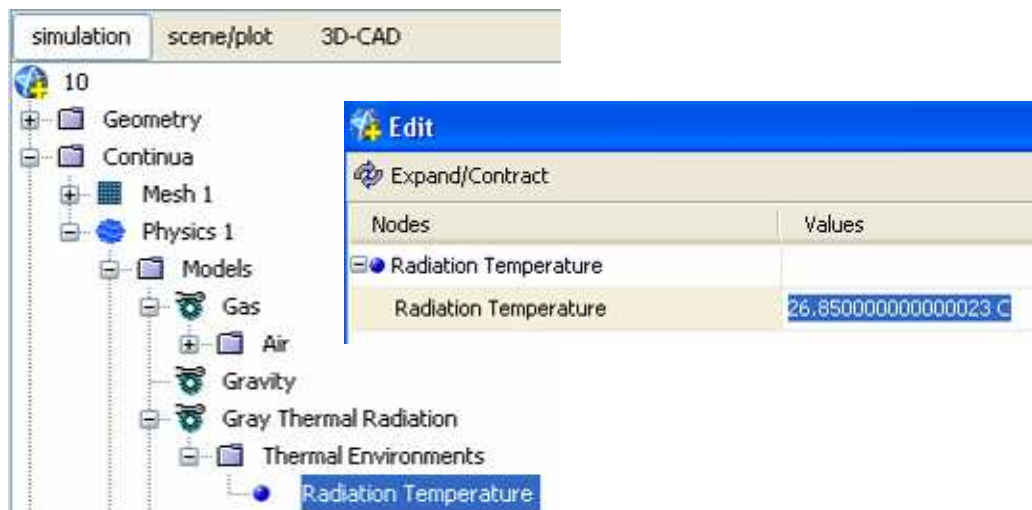 simulation scene/plot 3D-CAD
10
Geometry
Continua
Mesh 1
Physics 1
Models
Gas
Air
Gravity
Gray Thermal Radiation
Thermal Environments
Radiation Temperature
Edit
Expand/Contract
Nodes Values
Radiation Temperature
Radiation Temperature 26.850000000000023 C